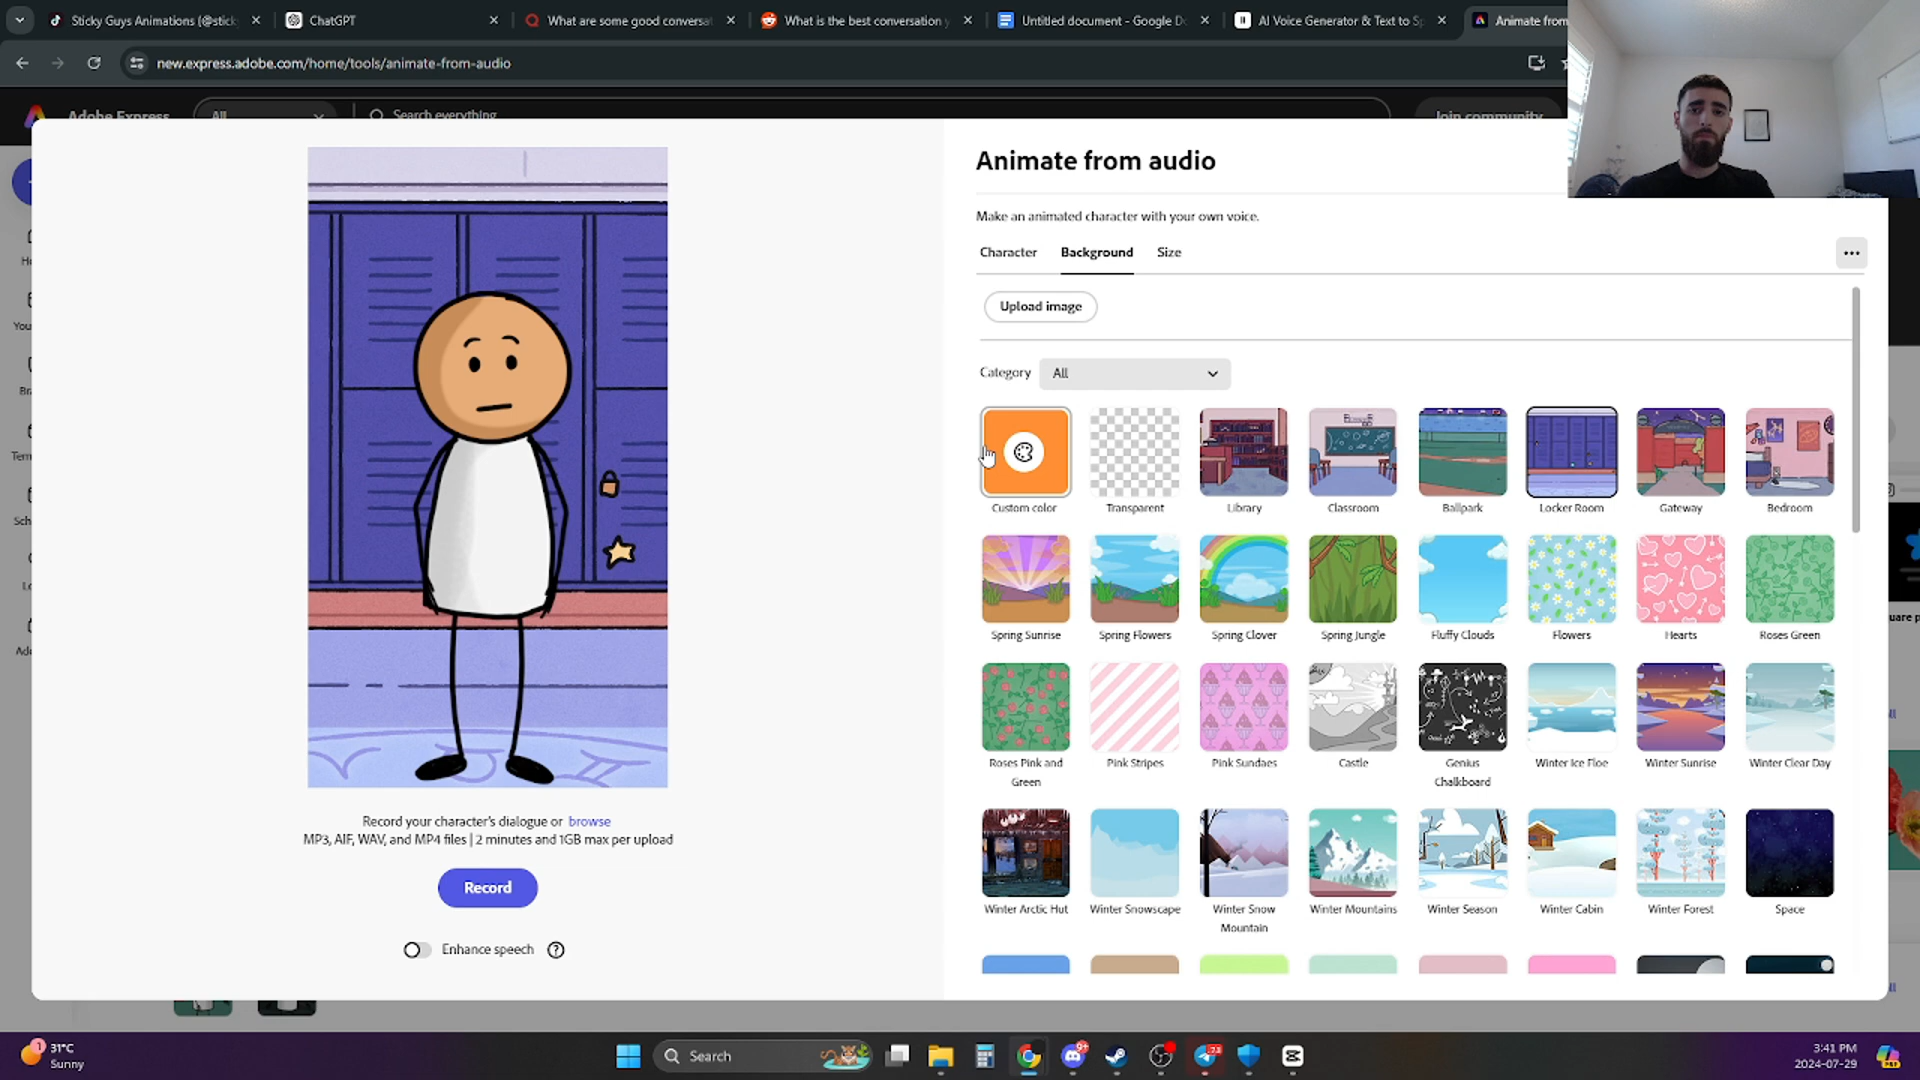 Sticky Guys Animations (@stick
ChatGPT
What are some good conversat
What is the best conversation y
Untitled document - Google Do
AI Voice Generator & Text to Sp
Animate from
new.express.adobe.com/home/tools/animate-from-audio
Adobe Express
All
Search everything
Join community
Animate from audio
Make an animated character with your own voice.
Character
Background
Size
Upload image
Category
All
Custom color
Transparent
Library
Classroom
Ballpark
Locker Room
Gateway
Bedroom
Spring Sunrise
Spring Flowers
Spring Clover
Spring Jungle
Fluffy Clouds
Flowers
Hearts
Roses Green
Roses Pink and
Green
Pink Stripes
Pink Sundaes
Castle
Genius
Chalkboard
Winter Ice Floe
Winter Sunrise
Winter Clear Day
Winter Arctic Hut
Winter Snowscape
Winter Snow
Mountain
Winter Mountains
Winter Season
Winter Cabin
Winter Forest
Space
Record your character's dialogue or browse
MP3, AIF, WAV, and MP4 files | 2 minutes and 1GB max per upload
Record
Enhance speech
31°C
Sunny
Search
3:41 PM
2024-07-29